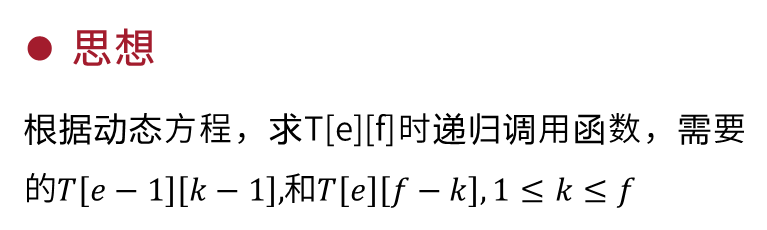 ● 思想
根据动态方程，求T[e][f]时递归调用函数，需要
的T[e − 1][k − 1],和T[e][f − k], 1 ≤ k ≤ f